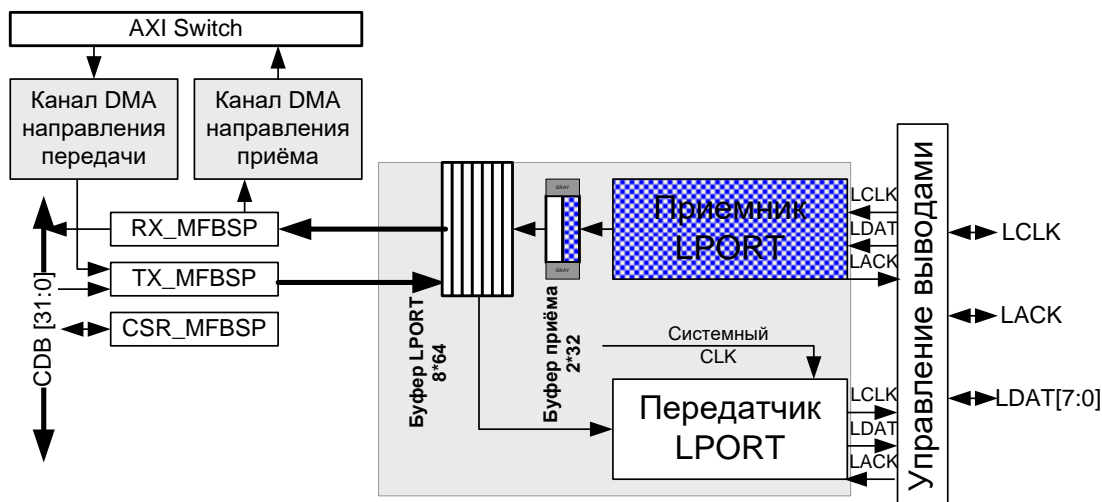 AXI Switch
Канал DMA
направления
передачи
Канал DMA
направления
приёма
RX_MFBSP
TX_MFBSP
CSR_MFBSP
CDB [31:0]
Буфер LPORT
8*64
GRAY
GRAY
Буфер приёма
2*32
Приемник
LPORT
LCLK
LDAT
LACK
Системный
CLK
Передатчик
LPORT
LCLK
LDAT
LACK
Управление выводами
LCLK
LACK
LDAT[7:0]